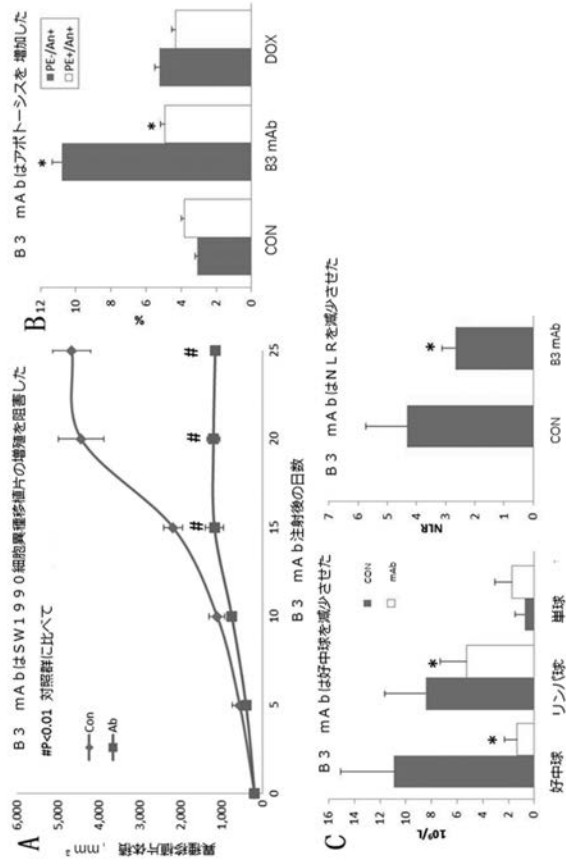 A
B3 mAbはSW1990細胞異種移植片の増殖を阻害した
#P<0.01 対照群に比べて
Con
Ab
異種移植片体積, mm³
6,000
5,000
4,000
3,000
2,000
1,000
0
0 5 10 15 20 25
# # #
B3 mAb注射後の日数
B
B3 mAbはアポトーシスを増加した
PE-/An+
PE+/An+
%
12
10
8
6
4
2
0
* *
CON B3 mAb DOX
C
B3 mAbは好中球を減少させた
CON
mAb
10⁹/L
16
14
12
10
8
6
4
2
0
* *
好中球 リンパ球 単球
B3 mAbはNLRを減少させた
NLR
7
6
5
4
3
2
1
0
*
CON B3 mAb